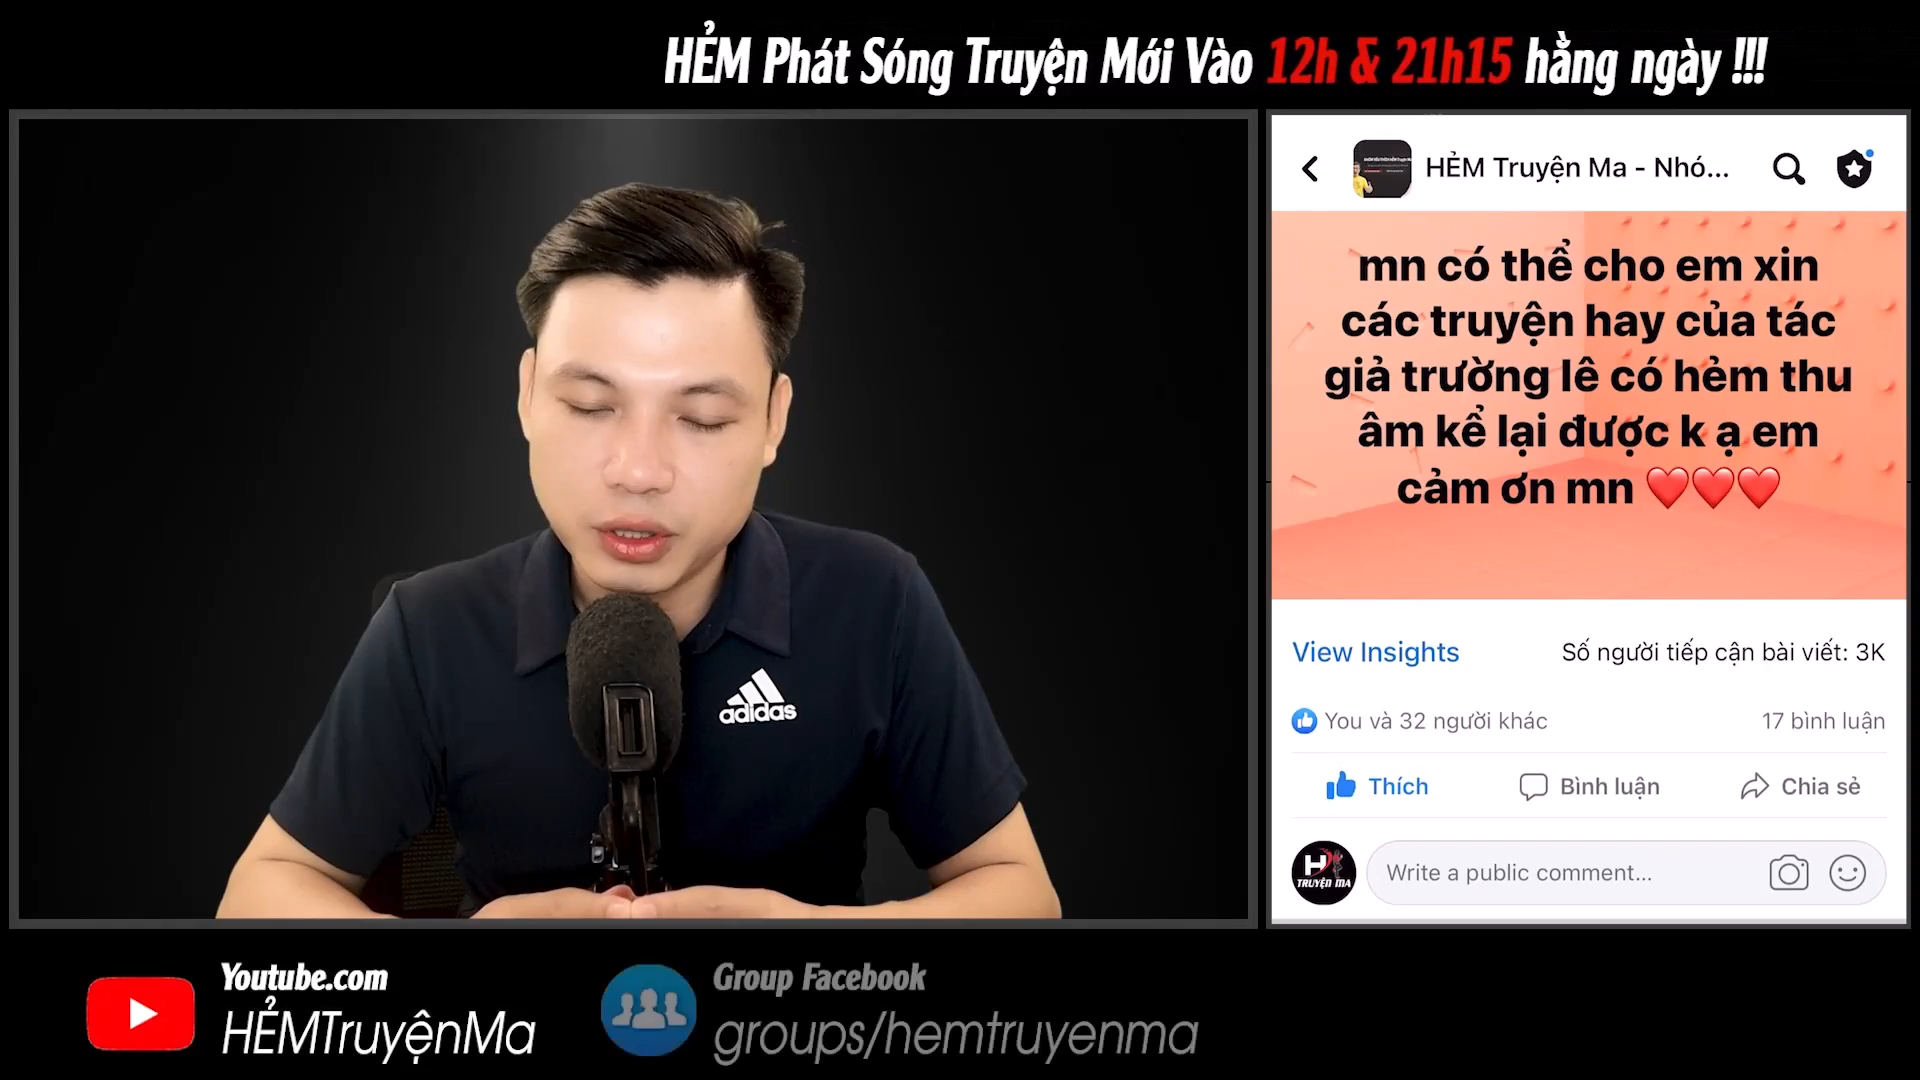 HẺM Phát Sóng Truyện Mới Vào 12h & 21h15 hằng ngày !!!
HẺM Truyện Ma - Nhó...
mn có thể cho em xin
các truyện hay của tác
giả trường lê có hẻm thu
âm kể lại được k ạ em
cảm ơn mn ❤️❤️❤️
View Insights
Số người tiếp cận bài viết: 3K
You và 32 người khác
17 bình luận
Thích
Bình luận
Chia sẻ
H
TRUYỆN MA
Write a public comment...
adidas
Youtube.com
HẺMTruyệnMa
Group Facebook
groups/hemtruyenma